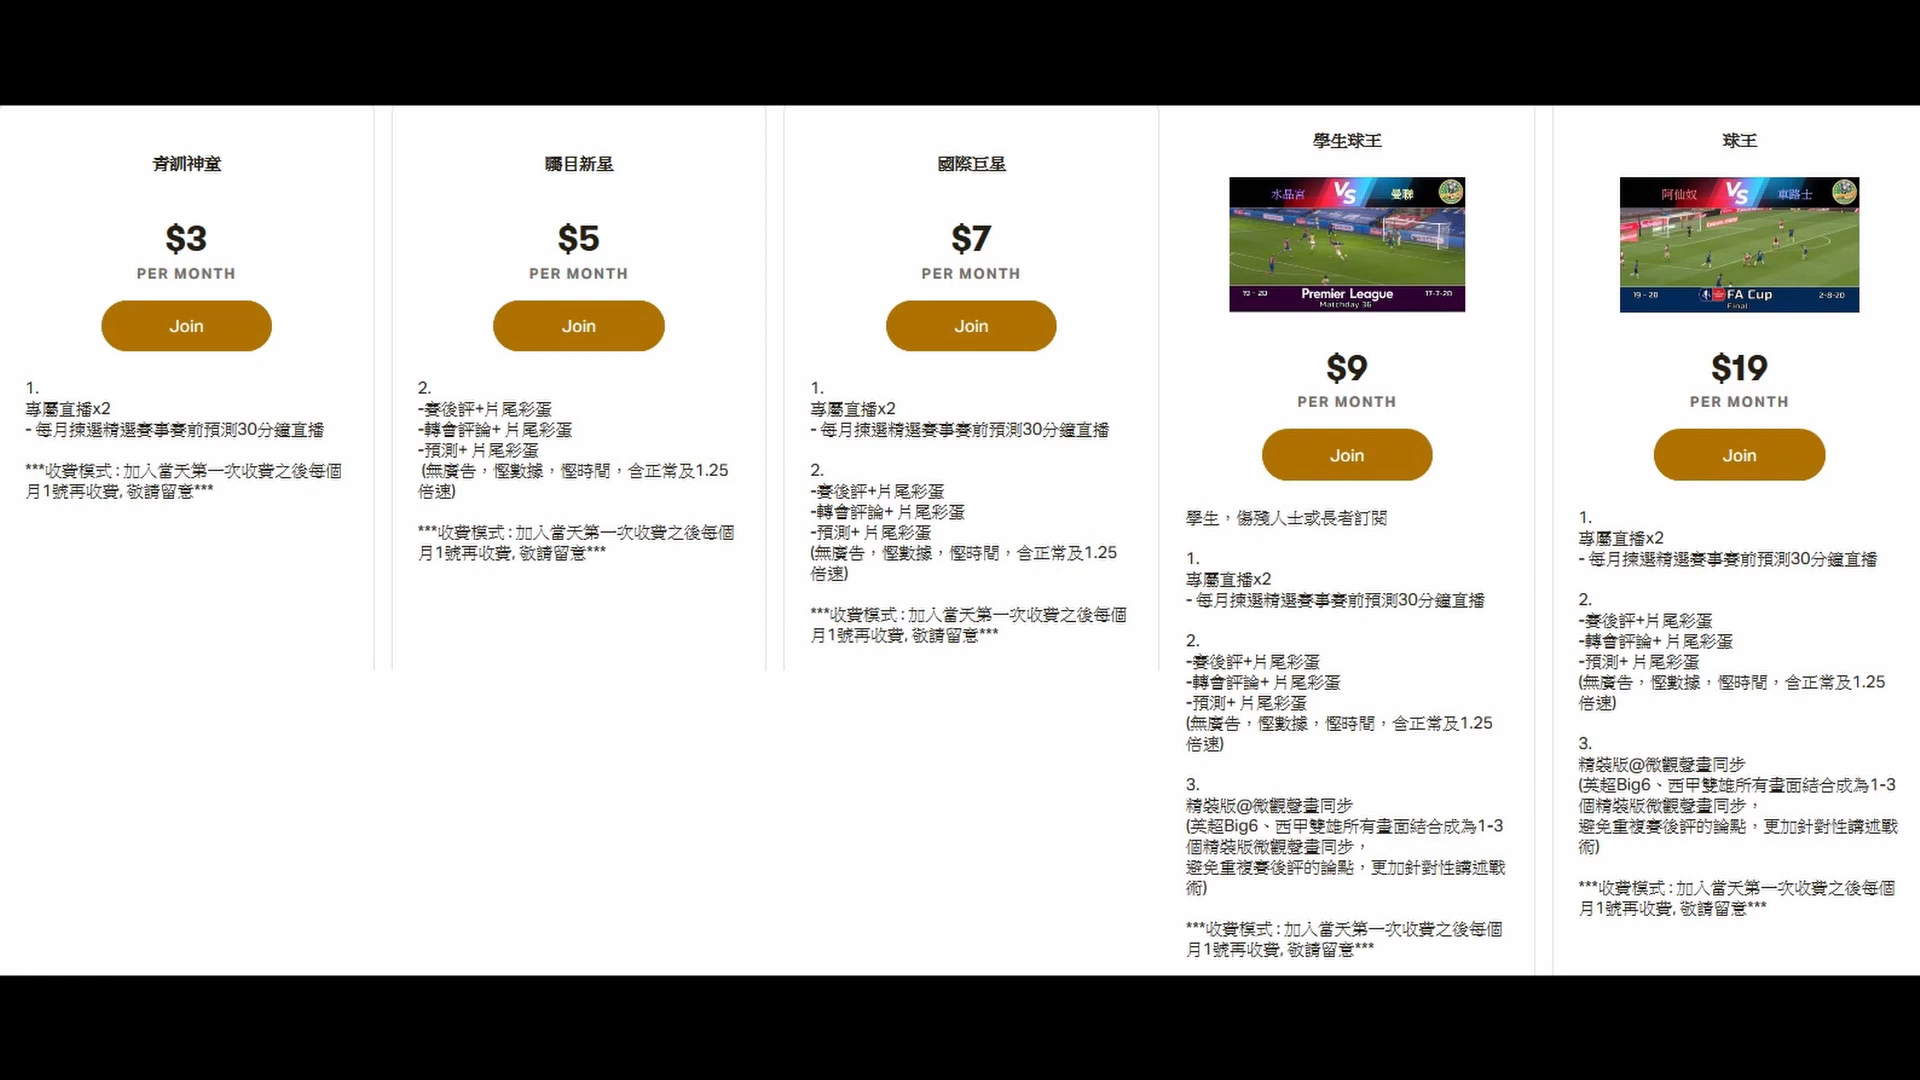 青訓神童
$3
PER MONTH
Join
1.
專屬直播x2
- 每月揀選精選賽事賽前預測30分鐘直播
***收費模式 : 加入當天第一次收費之後每個
月1號再收費, 敬請留意***
矚目新星
$5
PER MONTH
Join
2.
-賽後評+片尾彩蛋
-轉會評論+ 片尾彩蛋
-預測+ 片尾彩蛋
(無廣告，慳數據，慳時間，含正常及1.25
倍速)
***收費模式 : 加入當天第一次收費之後每個
月1號再收費, 敬請留意***
國際巨星
$7
PER MONTH
Join
1.
專屬直播x2
- 每月揀選精選賽事賽前預測30分鐘直播
2.
-賽後評+片尾彩蛋
-轉會評論+ 片尾彩蛋
-預測+ 片尾彩蛋
(無廣告，慳數據，慳時間，含正常及1.25
倍速)
***收費模式 : 加入當天第一次收費之後每個
月1號再收費, 敬請留意***
學生球王
水晶宮 VS 曼聯
19 - 20 Premier League 17-7-20
Matchday 36
$9
PER MONTH
Join
學生，傷殘人士或長者訂閱
1.
專屬直播x2
- 每月揀選精選賽事賽前預測30分鐘直播
2.
-賽後評+片尾彩蛋
-轉會評論+ 片尾彩蛋
-預測+ 片尾彩蛋
(無廣告，慳數據，慳時間，含正常及1.25
倍速)
3.
精裝版@微觀聲畫同步
(英超Big6、西甲雙雄所有畫面結合成為1-3
個精裝版微觀聲畫同步，
避免重複賽後評的論點，更加針對性講述戰
術)
***收費模式 : 加入當天第一次收費之後每個
月1號再收費, 敬請留意***
球王
阿仙奴 VS 車路士
19 - 20 FA Cup 2-8-20
Final
$19
PER MONTH
Join
1.
專屬直播x2
- 每月揀選精選賽事賽前預測30分鐘直播
2.
-賽後評+片尾彩蛋
-轉會評論+ 片尾彩蛋
-預測+ 片尾彩蛋
(無廣告，慳數據，慳時間，含正常及1.25
倍速)
3.
精裝版@微觀聲畫同步
(英超Big6、西甲雙雄所有畫面結合成為1-3
個精裝版微觀聲畫同步，
避免重複賽後評的論點，更加針對性講述戰
術)
***收費模式 : 加入當天第一次收費之後每個
月1號再收費, 敬請留意***